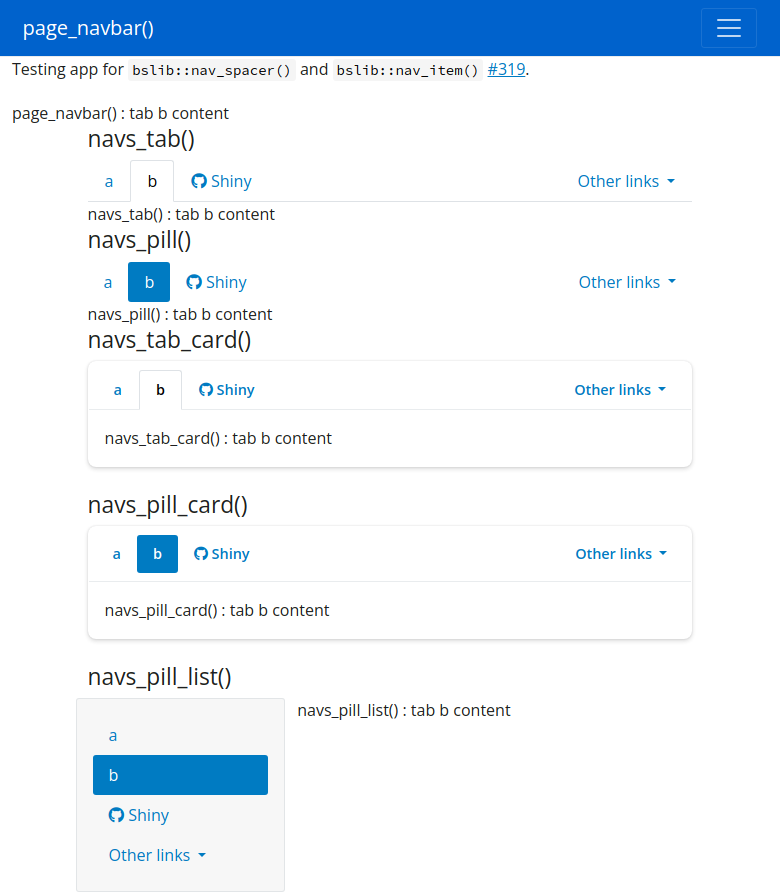 page_navbar()
Testing app for bslib::nav_spacer() and bslib::nav_item() #319.
page_navbar() : tab b content
navs_tab()
a b Shiny Other links
navs_tab() : tab b content
navs_pill()
a b Shiny Other links
navs_pill() : tab b content
navs_tab_card()
a b Shiny Other links
navs_tab_card() : tab b content
navs_pill_card()
a b Shiny Other links
navs_pill_card() : tab b content
navs_pill_list()
navs_pill_list() : tab b content
a
b
Shiny
Other links